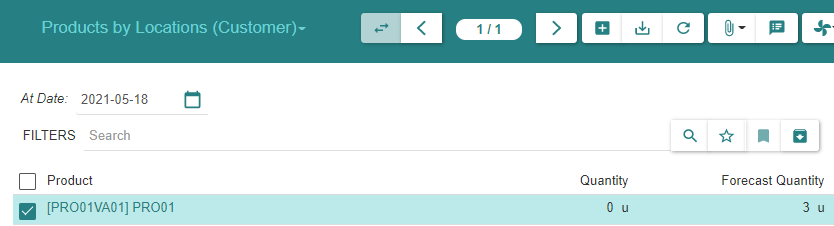 Products by Locations (Customer)
1 / 1
At Date: 2021-05-18
FILTERS Search
Product Quantity Forecast Quantity
[PRO01VA01] PRO01 0 u 3 u